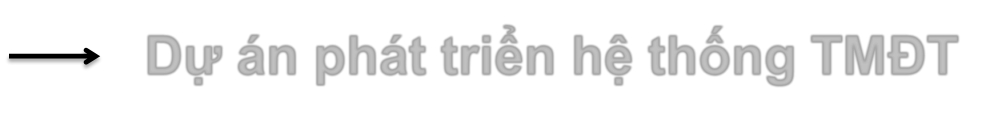 Dự án phát triển hệ thống TMĐT